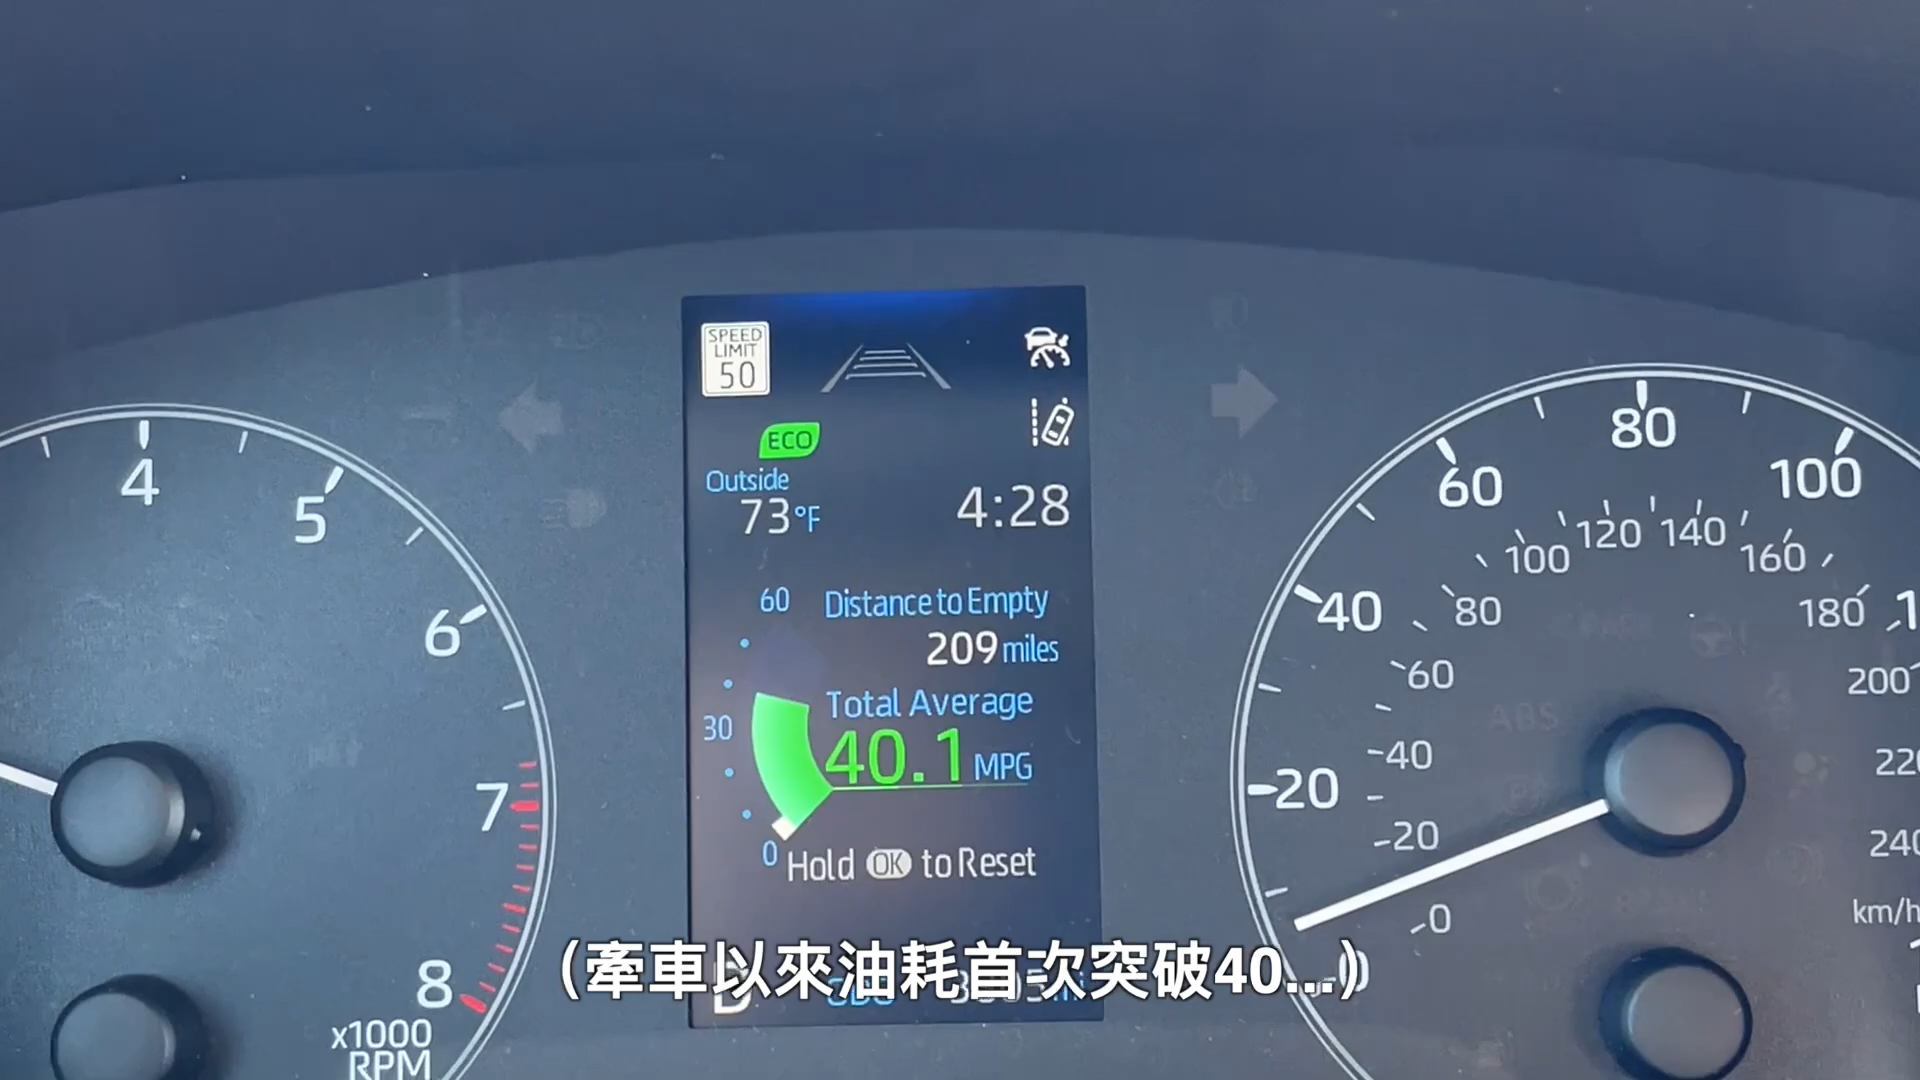 SPEED
LIMIT
50
ECO
Outside
73°F
4:28
60
Distance to Empty
209 miles
Total Average
30
40.1 MPG
0
Hold OK to Reset
4
5
6
7
8
x1000
RPM
0
20
40
60
80
100
0
20
40
60
80
100
120
140
160
180
200
km/h
ABS
D
(牽車以來油耗首次突破40...)